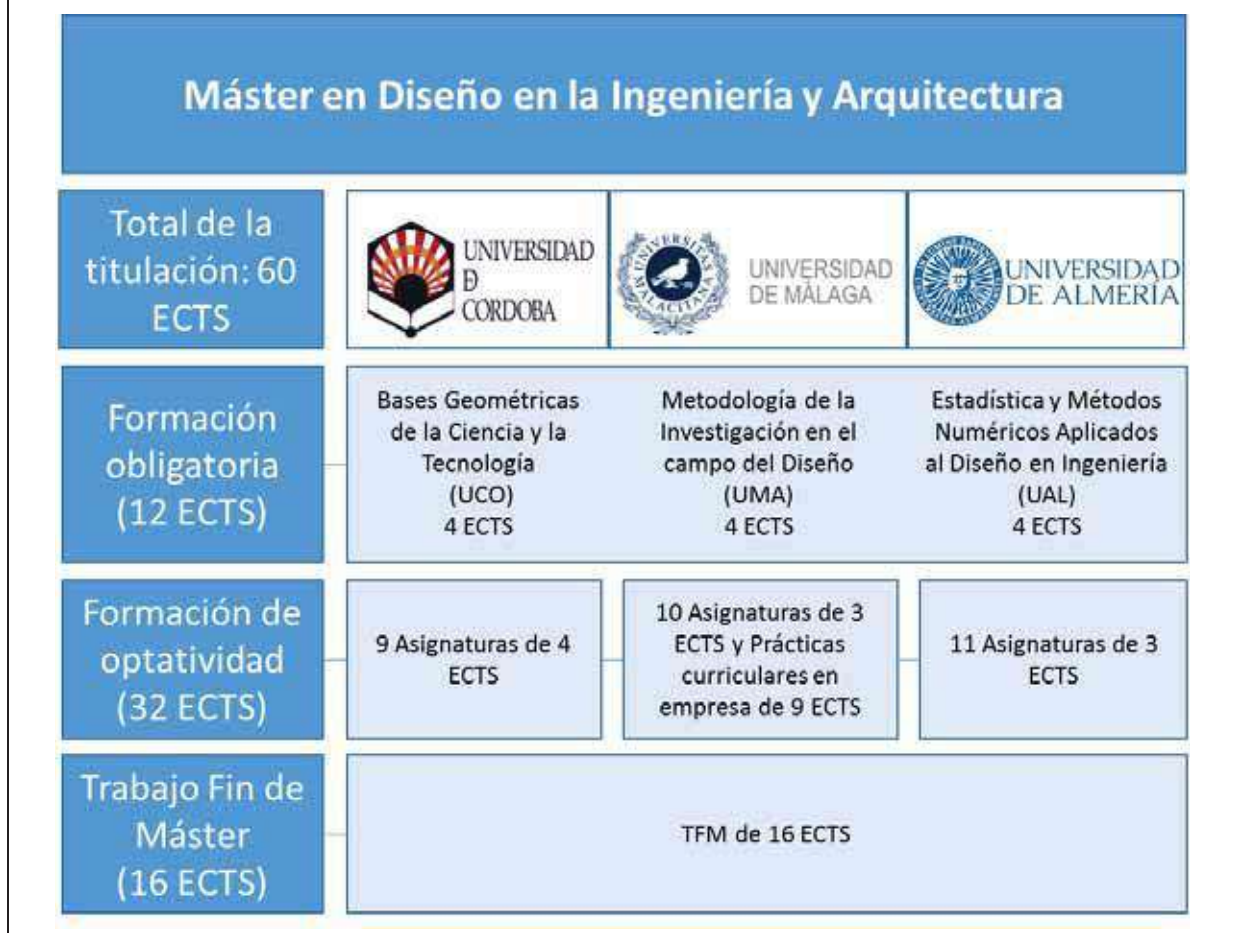 Máster en Diseño en la Ingeniería y Arquitectura
Total de la
titulación: 60
ECTS
UNIVERSIDAD
Ð
CORDOBA
UNIVERSITAS
MALACITANA
UNIVERSIDAD
DE MÁLAGA
UNIVERSIDAD
DE ALMERÍA
Formación
obligatoria
(12 ECTS)
Bases Geométricas
de la Ciencia y la
Tecnología
(UCO)
4 ECTS
Metodología de la
Investigación en el
campo del Diseño
(UMA)
4 ECTS
Estadística y Métodos
Numéricos Aplicados
al Diseño en Ingeniería
(UAL)
4 ECTS
Formación de
optatividad
(32 ECTS)
9 Asignaturas de 4
ECTS
10 Asignaturas de 3
ECTS y Prácticas
curriculares en
empresa de 9 ECTS
11 Asignaturas de 3
ECTS
Trabajo Fin de
Máster
(16 ECTS)
TFM de 16 ECTS